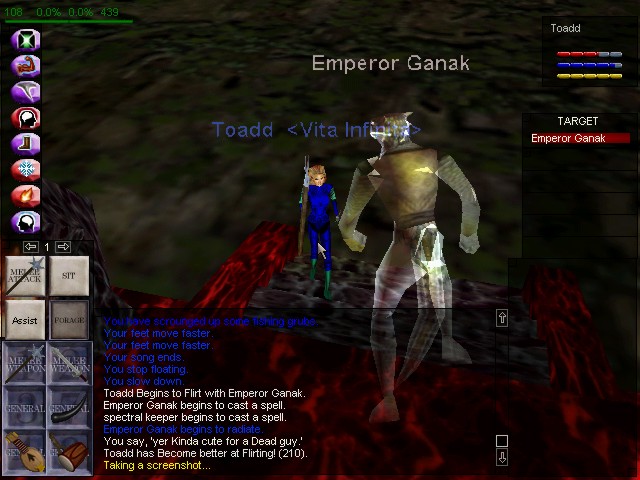 108 0.0% 0.0% -439
Toadd
Emperor Ganak
TARGET
Toadd <Vita Infinita>
Emperor Ganak
1
MELEE ATTACK
SIT
Assist
FORAGE
MELEE WEAPON
MELEE WEAPON
GENERAL
GENERAL
You have scrounged up some fishing grubs.
Your feet move faster.
Your feet move faster.
Your song ends.
You stop floating.
You slow down.
Toadd Begins to Flirt with Emperor Ganak.
Emperor Ganak begins to cast a spell.
spectral keeper begins to cast a spell.
Emperor Ganak begins to radiate.
You say, 'yer Kinda cute for a Dead guy.'
Toadd has Become better at Flirting! (210).
Taking a screenshot...